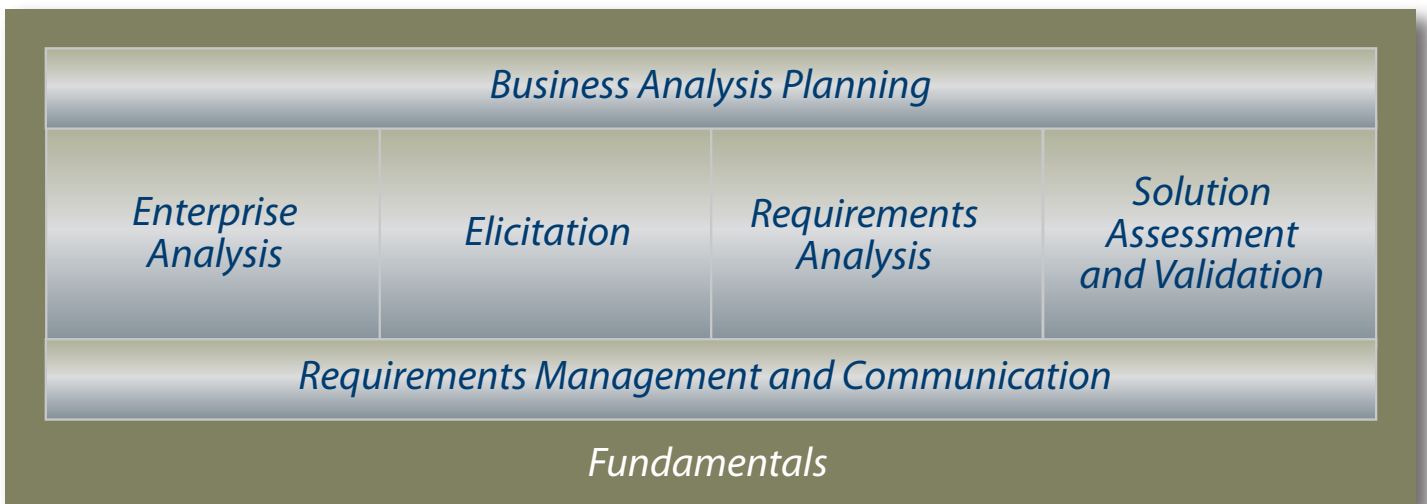 Business Analysis Planning
Enterprise
Analysis
Elicitation
Requirements
Analysis
Solution
Assessment
and Validation
Requirements Management and Communication
Fundamentals